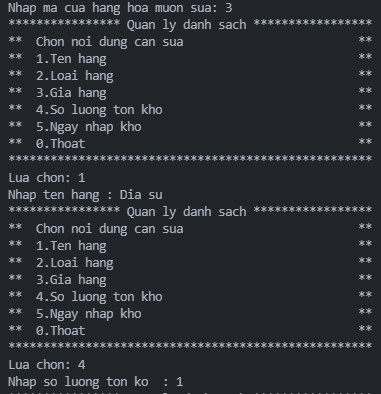 Nhap ma cua hang hoa muon sua: 3
**************** Quan ly danh sach *****************
**  Chon noi dung can sua                         **
**  1.Ten hang                                    **
**  2.Loai hang                                   **
**  3.Gia hang                                    **
**  4.So luong ton kho                            **
**  5.Ngay nhap kho                               **
**  0.Thoat                                       **
****************************************************
Lua chon: 1
Nhap ten hang : Dia su
**************** Quan ly danh sach *****************
**  Chon noi dung can sua                         **
**  1.Ten hang                                    **
**  2.Loai hang                                   **
**  3.Gia hang                                    **
**  4.So luong ton kho                            **
**  5.Ngay nhap kho                               **
**  0.Thoat                                       **
****************************************************
Lua chon: 4
Nhap so luong ton ko  : 1